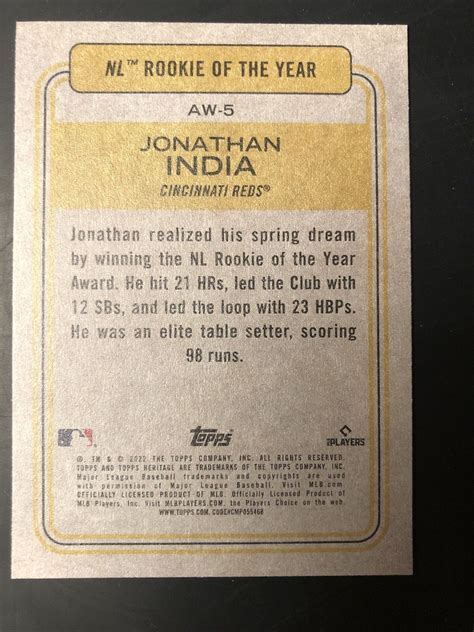 NL™ ROOKIE OF THE YEAR
AW-5
JONATHAN
INDIA
CINCINNATI REDS®
Jonathan realized his spring dream
by winning the NL Rookie of the Year
Award. He hit 21 HRs, led the Club with
12 SBs, and led the loop with 23 HBPs.
He was an elite table setter, scoring
98 runs.
topps
PLAYERS
®, TM & © 2022 THE TOPPS COMPANY, INC. ALL RIGHTS RESERVED.
TOPPS AND TOPPS HERITAGE ARE TRADEMARKS OF THE TOPPS COMPANY, INC.
Major League Baseball trademarks and copyrights are used
with permission of Major League Baseball. Visit MLB.com
OFFICIALLY LICENSED PRODUCT OF MLB. Officially Licensed Product of
MLB Players, Inc. Visit MLBPLAYERS.com, the Players Choice on the web.
WWW.TOPPS.COM. CODE#CMP055468